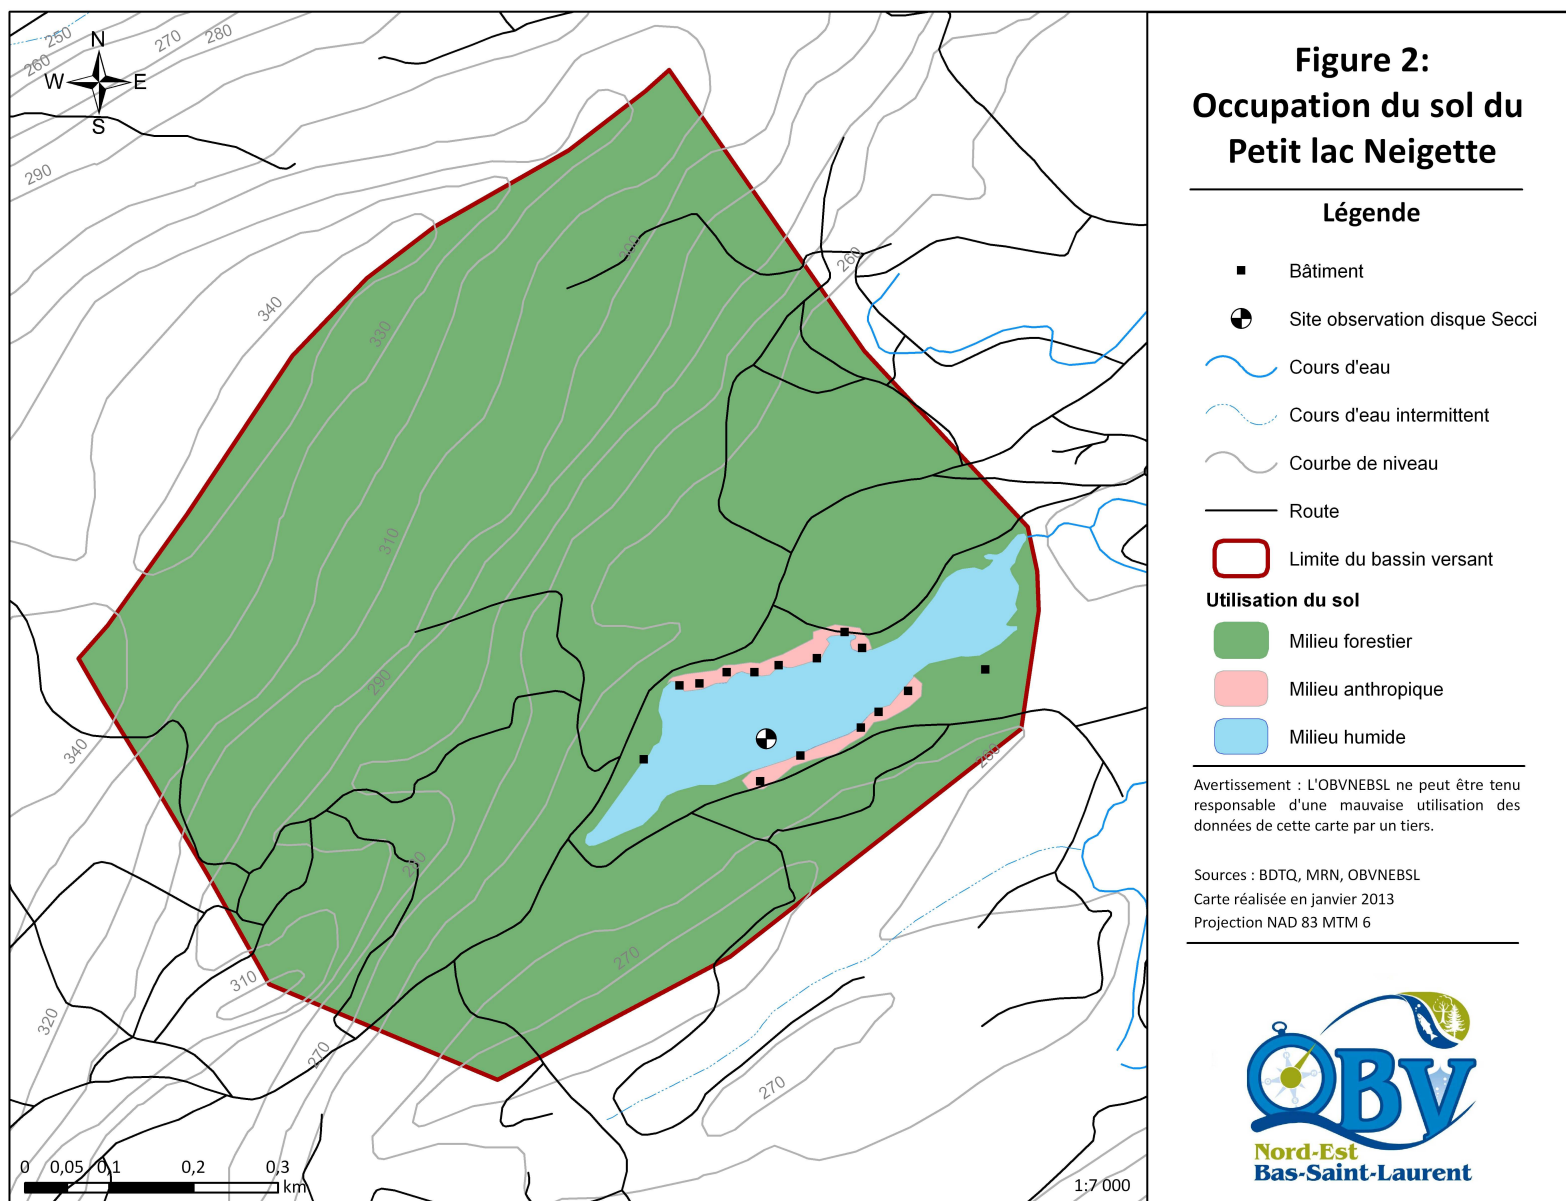 Figure 2:
Occupation du sol du
Petit lac Neigette
Légende
Bâtiment
Site observation disque Secci
Cours d'eau
Cours d'eau intermittent
Courbe de niveau
Route
Limite du bassin versant
Utilisation du sol
Milieu forestier
Milieu anthropique
Milieu humide
Avertissement : L'OBVNEBSL ne peut être tenu
responsable d'une mauvaise utilisation des
données de cette carte par un tiers.
Sources : BDTQ, MRN, OBVNEBSL
Carte réalisée en janvier 2013
Projection NAD 83 MTM 6
OBV
Nord-Est
Bas-Saint-Laurent
N
W E
S
250
260
270
280
290
340
330
300
260
310
290
340
280
260
310
320
270
270
270
0 0,05 0,1 0,2 0,3
km
1:7 000